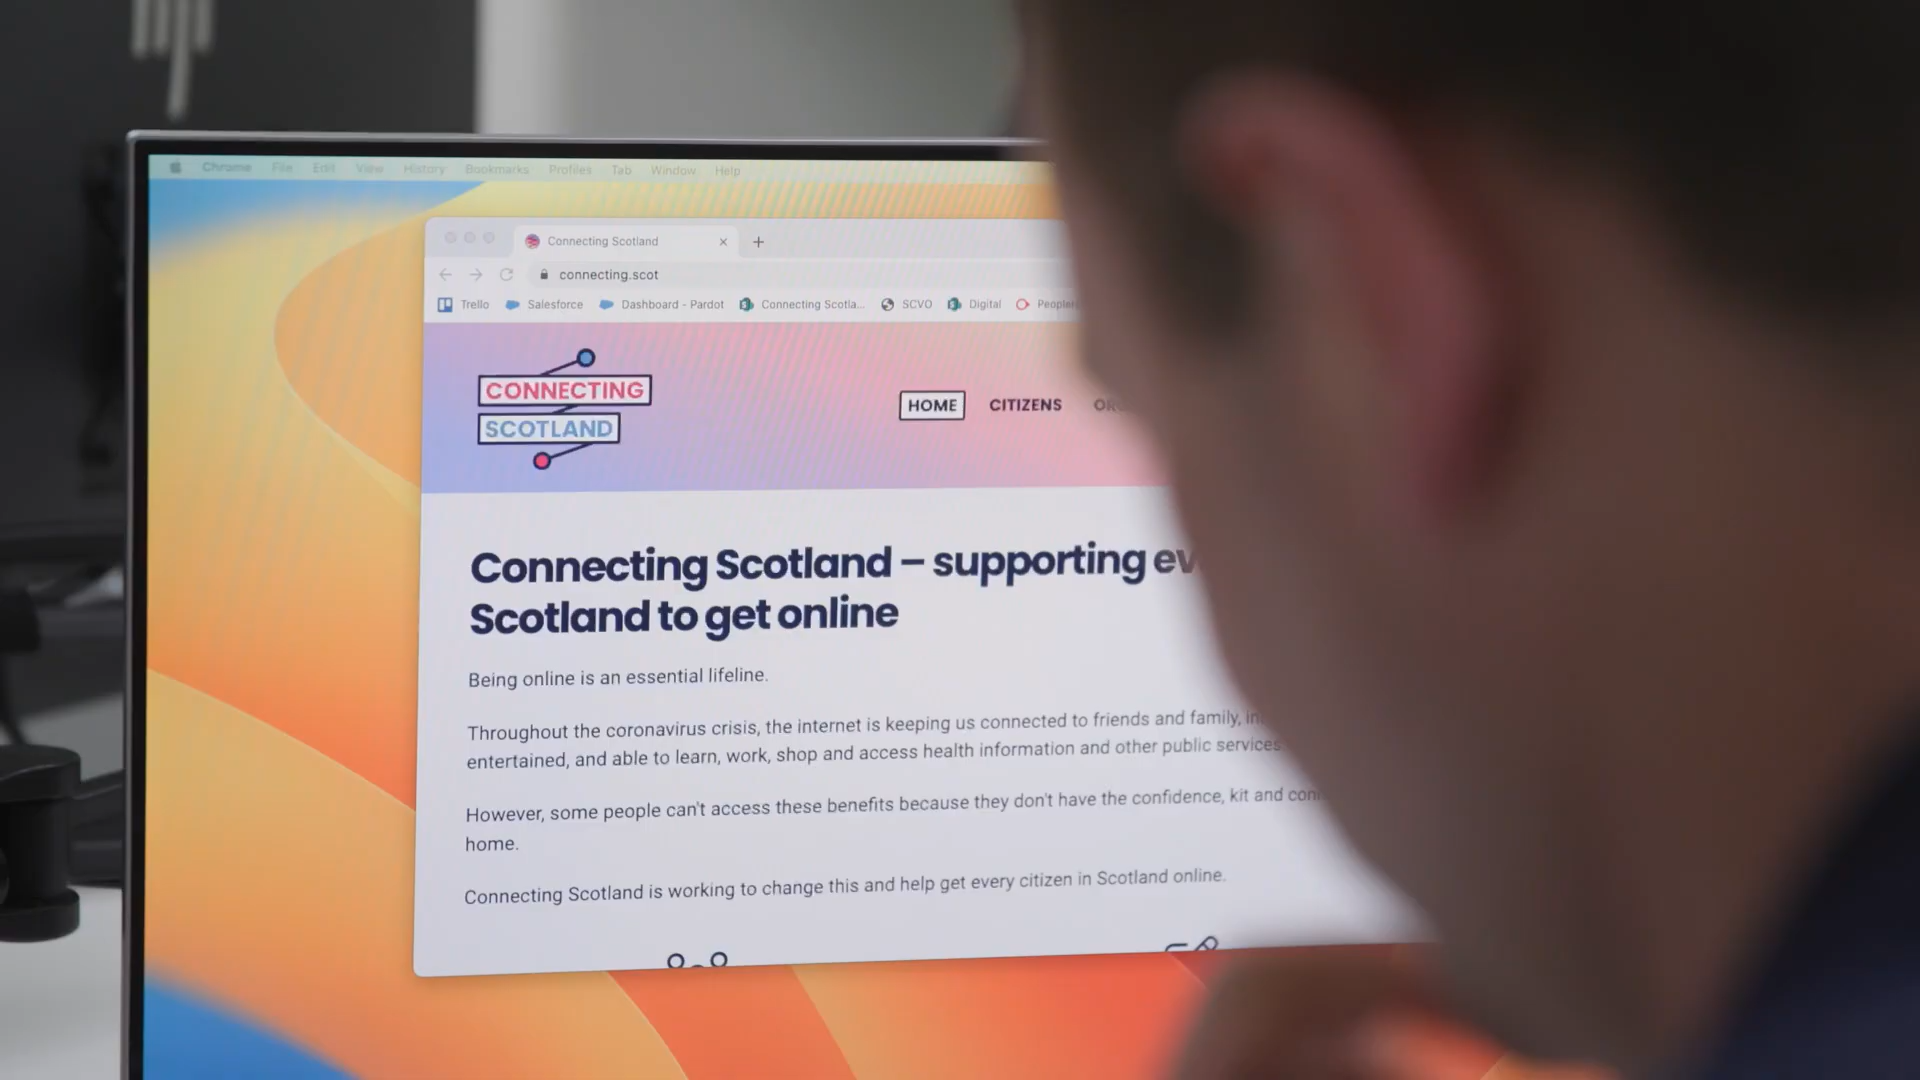 Chrome File Edit View History Bookmarks Profiles Tab Window Help
Connecting Scotland
connecting.scot
Trello Salesforce Dashboard - Pardot Connecting Scotla... SCVO Digital
CONNECTING
SCOTLAND
HOME CITIZENS
Connecting Scotland – supporting
Scotland to get online
Being online is an essential lifeline.
Throughout the coronavirus crisis, the internet is keeping us connected to friends and family,
entertained, and able to learn, work, shop and access health information and other public services
However, some people can't access these benefits because they don't have the confidence, kit and
home.
Connecting Scotland is working to change this and help get every citizen in Scotland online.